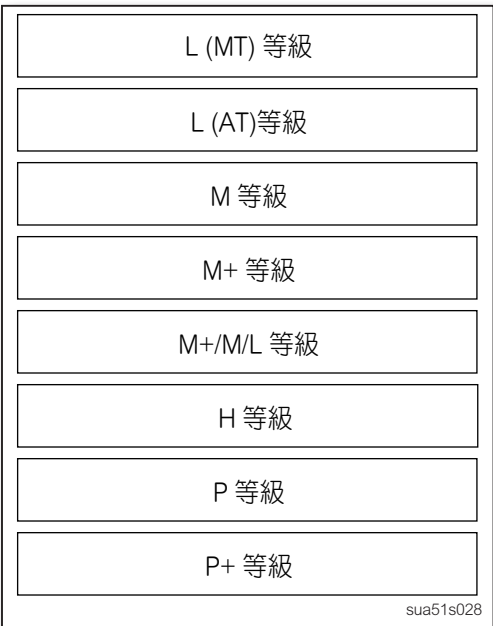 L (MT) 等級
L (AT)等級
M 等級
M+ 等級
M+/M/L 等級
H 等級
P 等級
P+ 等級
sua51s028